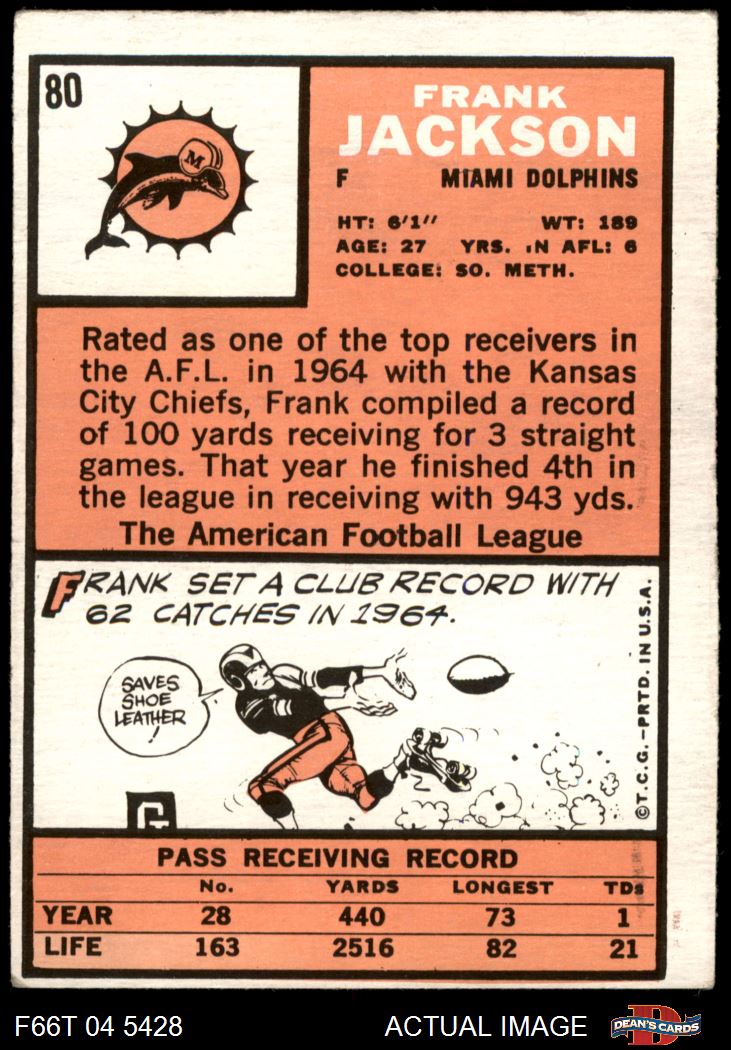 80
M
FRANK
JACKSON
F MIAMI DOLPHINS
HT: 6'1" WT: 189
AGE: 27 YRS. IN AFL: 6
COLLEGE: SO. METH.
Rated as one of the top receivers in
the A.F.L. in 1964 with the Kansas
City Chiefs, Frank compiled a record
of 100 yards receiving for 3 straight
games. That year he finished 4th in
the league in receiving with 943 yds.
The American Football League
FRANK SET A CLUB RECORD WITH
62 CATCHES IN 1964.
SAVES
SHOE
LEATHER
!
©T.C.G.–PRTD. IN U.S.A.
PASS RECEIVING RECORD
No. YARDS LONGEST TDs
YEAR 28 440 73 1
LIFE 163 2516 82 21
F66T 04 5428 ACTUAL IMAGE
D
DEAN'S CARDS